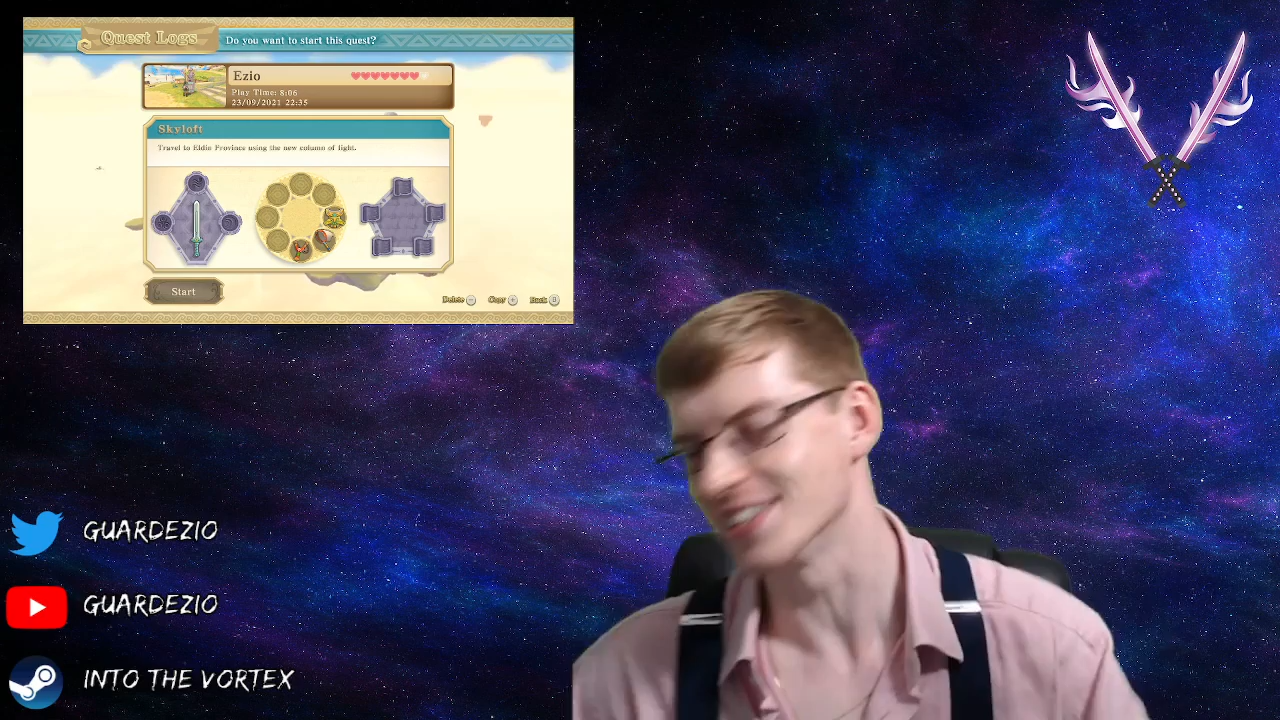 Quest Logs
Do you want to start this quest?
Ezio
Play Time: 8:06
23/09/2021 22:35
Skyloft
Travel to Eldin Province using the new column of light.
Start
Delete - Copy + Back B
GUARDEZIO
GUARDEZIO
INTO THE VORTEX